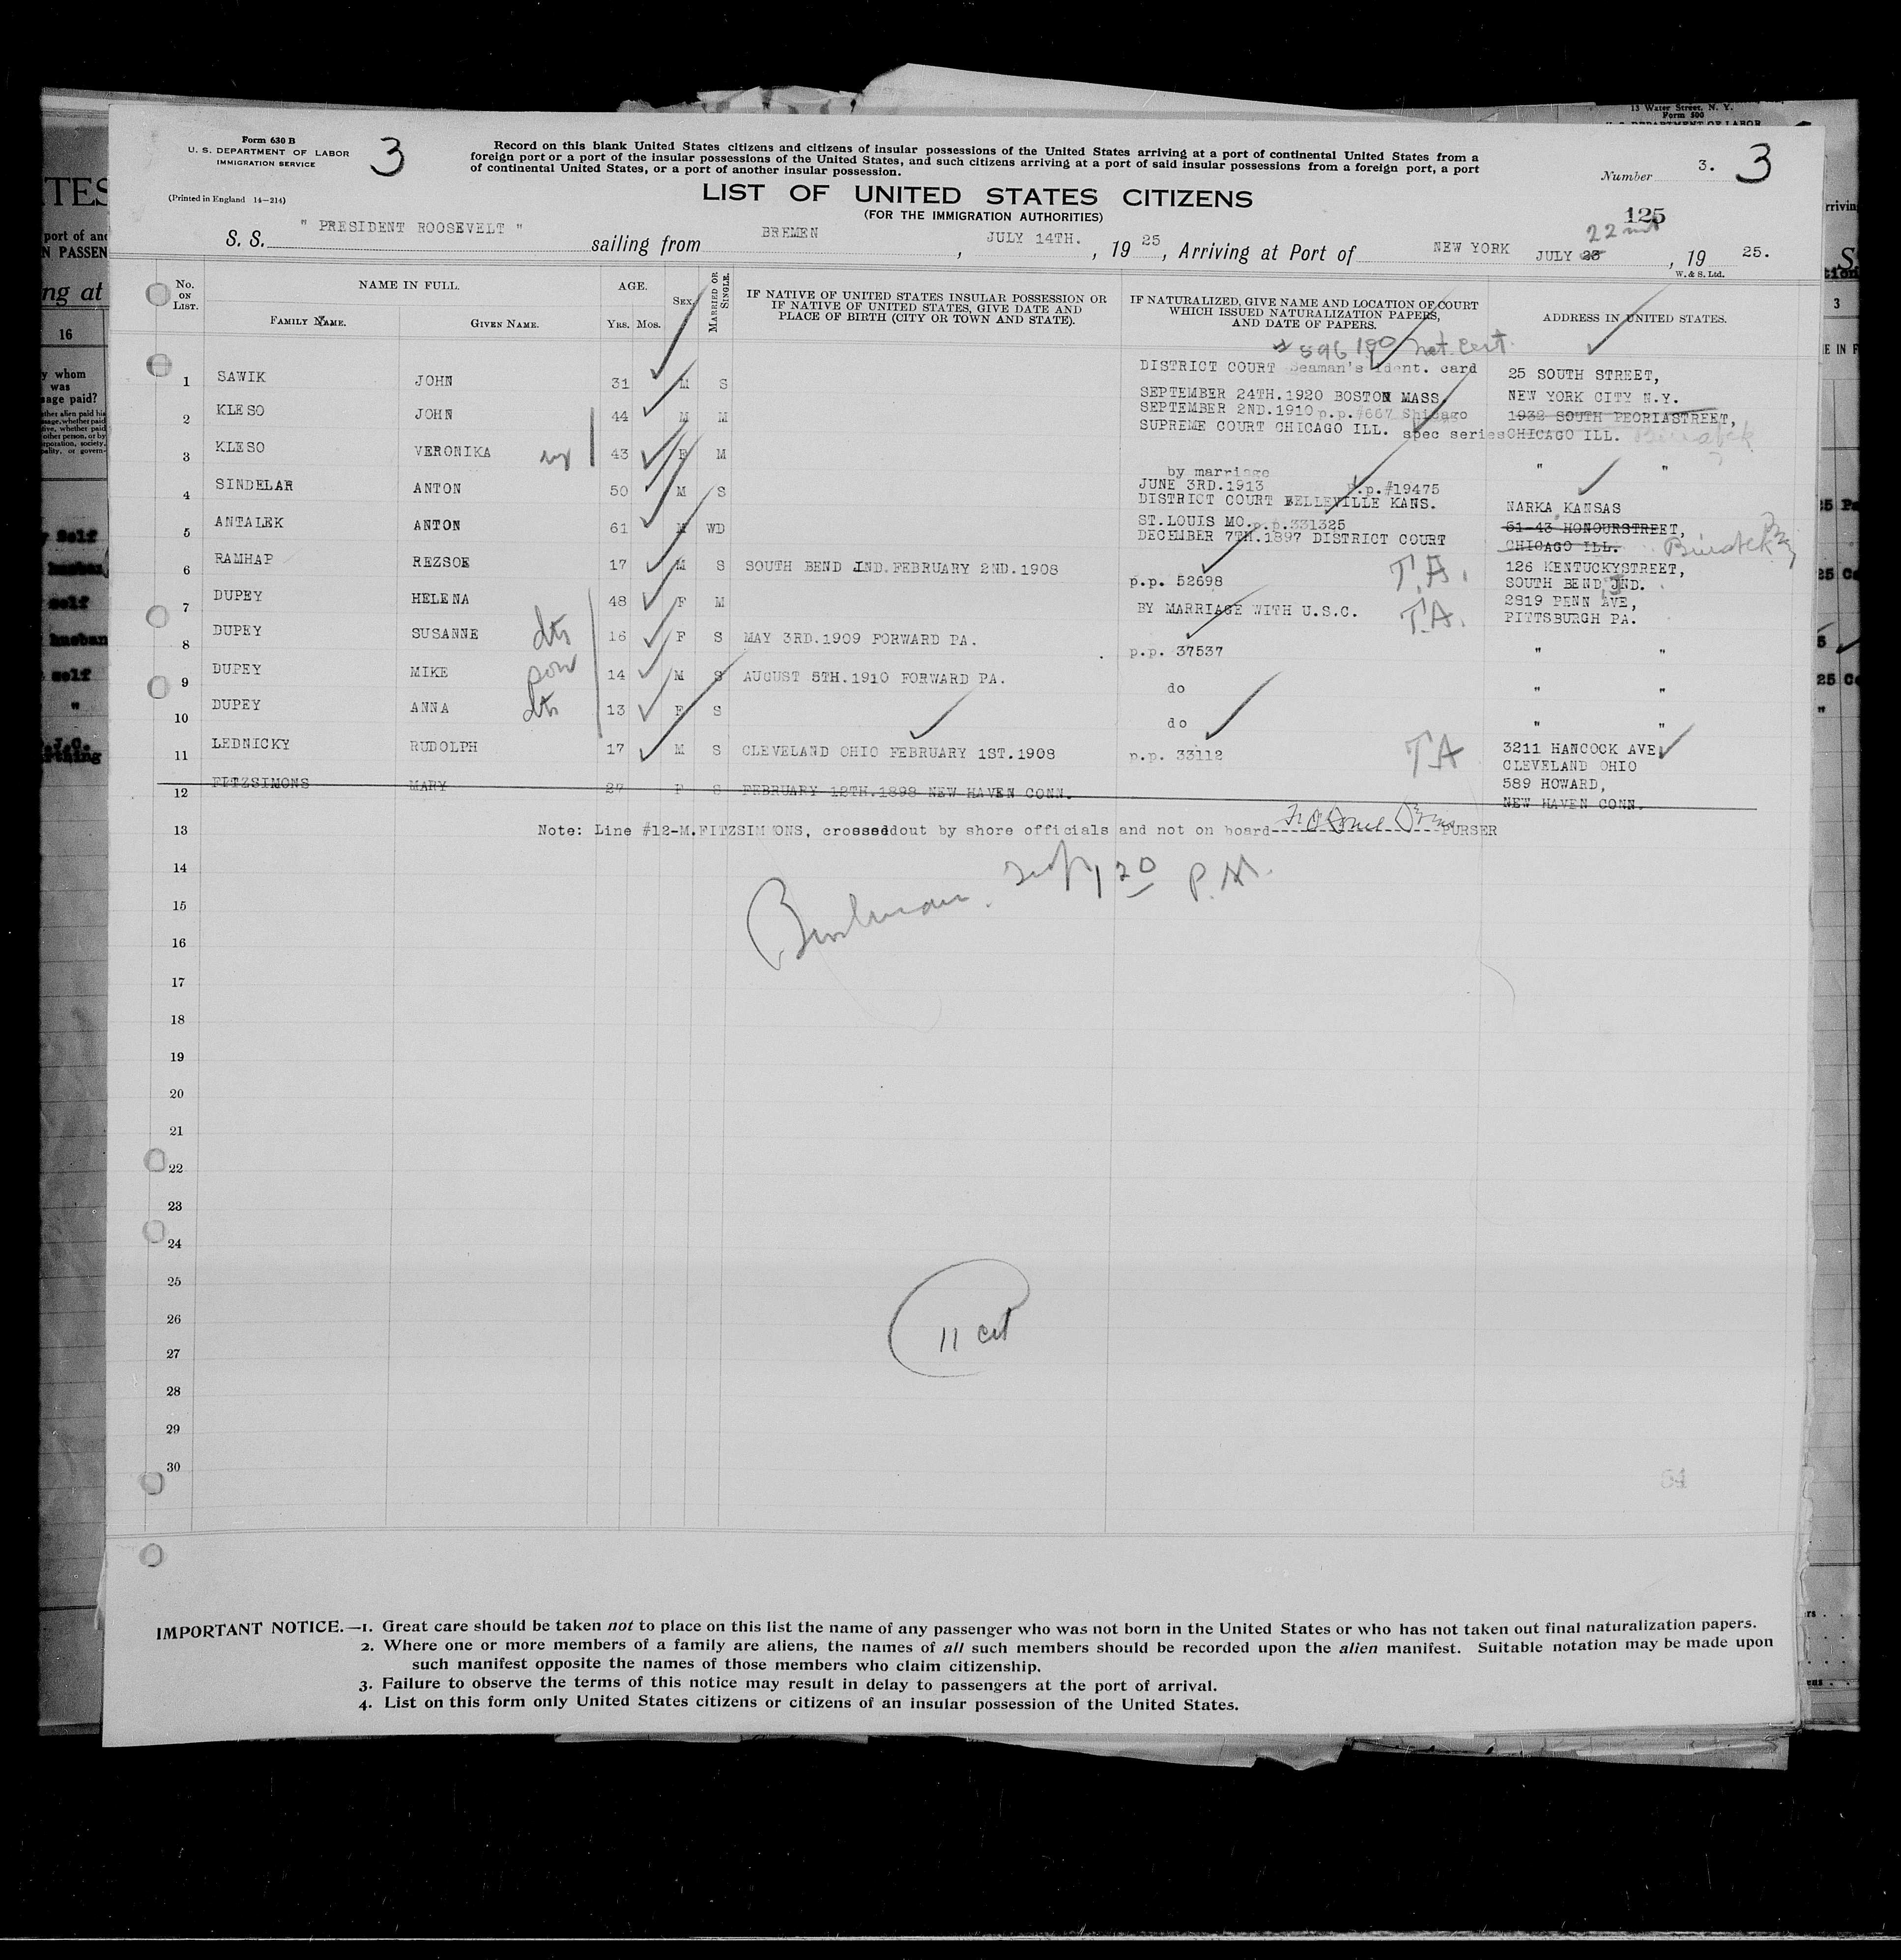 Form 630 B
U. S. DEPARTMENT OF LABOR
IMMIGRATION SERVICE
(Printed in England 14—214)
3
Record on this blank United States citizens and citizens of insular possessions of the United States arriving at a port of continental United States from a
foreign port or a port of the insular possessions of the United States, and such citizens arriving at a port of said insular possessions from a foreign port, a port
of continental United States, or a port of another insular possession.
LIST OF UNITED STATES CITIZENS
(FOR THE IMMIGRATION AUTHORITIES)
Number 3. 3
125
S. S. " PRESIDENT ROOSEVELT " sailing from BREMEN , JULY 14TH. , 19 25 , Arriving at Port of NEW YORK JULY 22nd , 19 25.
W. & S. Ltd.
No. ON LIST.
NAME IN FULL.
FAMILY NAME. GIVEN NAME.
AGE.
YRS. MOS.
SEX.
MARRIED OR SINGLE.
IF NATIVE OF UNITED STATES INSULAR POSSESSION OR
IF NATIVE OF UNITED STATES, GIVE DATE AND
PLACE OF BIRTH (CITY OR TOWN AND STATE).
IF NATURALIZED, GIVE NAME AND LOCATION OF COURT
WHICH ISSUED NATURALIZATION PAPERS,
AND DATE OF PAPERS.
ADDRESS IN UNITED STATES.
596180 nat. cert.
1 SAWIK JOHN 31 M S DISTRICT COURT Seaman's ident. card 25 SOUTH STREET,
SEPTEMBER 24TH.1920 BOSTON MASS. NEW YORK CITY N.Y.
2 KLESO JOHN 44 M M SEPTEMBER 2ND.1910 p.p.#667 Chicago 1932 SOUTH PEORIASTREET,
SUPREME COURT CHICAGO ILL. spec series CHICAGO ILL.
3 KLESO VERONIKA 43 F M by marriage " "
4 SINDELAR ANTON 50 M S JUNE 3RD.1913 p.p.#19475
DISTRICT COURT BELLEVILLE KANS. NARKA KANSAS
5 ANTALEK ANTON 61 M WD ST.LOUIS MO.p.p.331325 51-43 HONOURSTREET,
DECEMBER 7TH.1897 DISTRICT COURT CHICAGO ILL.
6 RAMHAP REZSOE 17 M S SOUTH BEND IND.FEBRUARY 2ND.1908 p.p. 52698 T.A. 126 KENTUCKYSTREET,
SOUTH BEND IND.
7 DUPEY HELENA 48 F M BY MARRIAGE WITH U.S.C. T.A. 2819 PENN AVE,
PITTSBURGH PA.
8 DUPEY SUSANNE dtr 16 F S MAY 3RD.1909 FORWARD PA. p.p. 37537 " "
9 DUPEY MIKE son 14 M S AUGUST 5TH.1910 FORWARD PA. do " "
10 DUPEY ANNA dtr 13 F S do " "
11 LEDNICKY RUDOLPH 17 M S CLEVELAND OHIO FEBRUARY 1ST.1908 p.p. 33112 TA 3211 HANCOCK AVE
CLEVELAND OHIO
12 FITZSIMONS MARY 27 F S FEBRUARY 12TH.1898 NEW HAVEN CONN. 589 HOWARD,
NEW HAVEN CONN.
13 Note: Line #12-M.FITZSIMMONS, crossedout by shore officials and not on board PURSER
14
15
16
17
18
19
20
21
22
23
24
25
26
27
28
29
30
11 cit
IMPORTANT NOTICE.—1. Great care should be taken not to place on this list the name of any passenger who was not born in the United States or who has not taken out final naturalization papers.
2. Where one or more members of a family are aliens, the names of all such members should be recorded upon the alien manifest. Suitable notation may be made upon
such manifest opposite the names of those members who claim citizenship.
3. Failure to observe the terms of this notice may result in delay to passengers at the port of arrival.
4. List on this form only United States citizens or citizens of an insular possession of the United States.